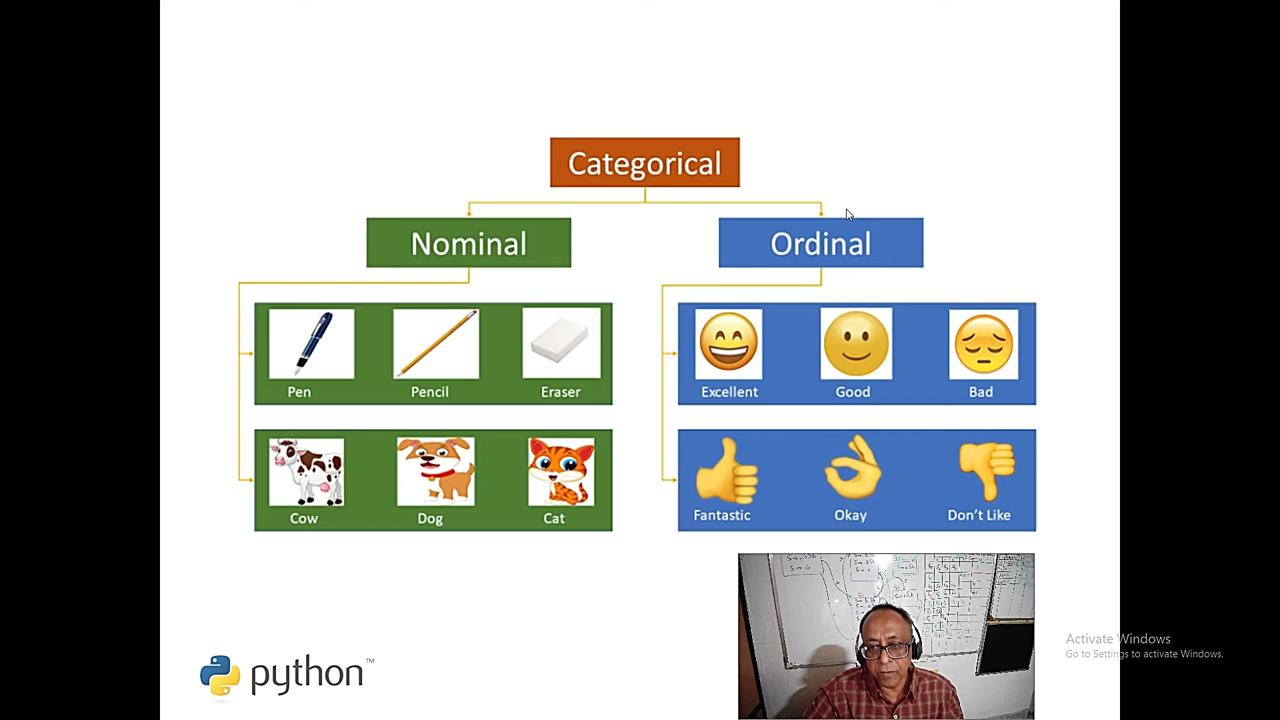 Categorical
Nominal
Ordinal
Pen
Pencil
Eraser
Cow
Dog
Cat
Excellent
Good
Bad
Fantastic
Okay
Don't Like
python™
Activate Windows
Go to Settings to activate Windows.